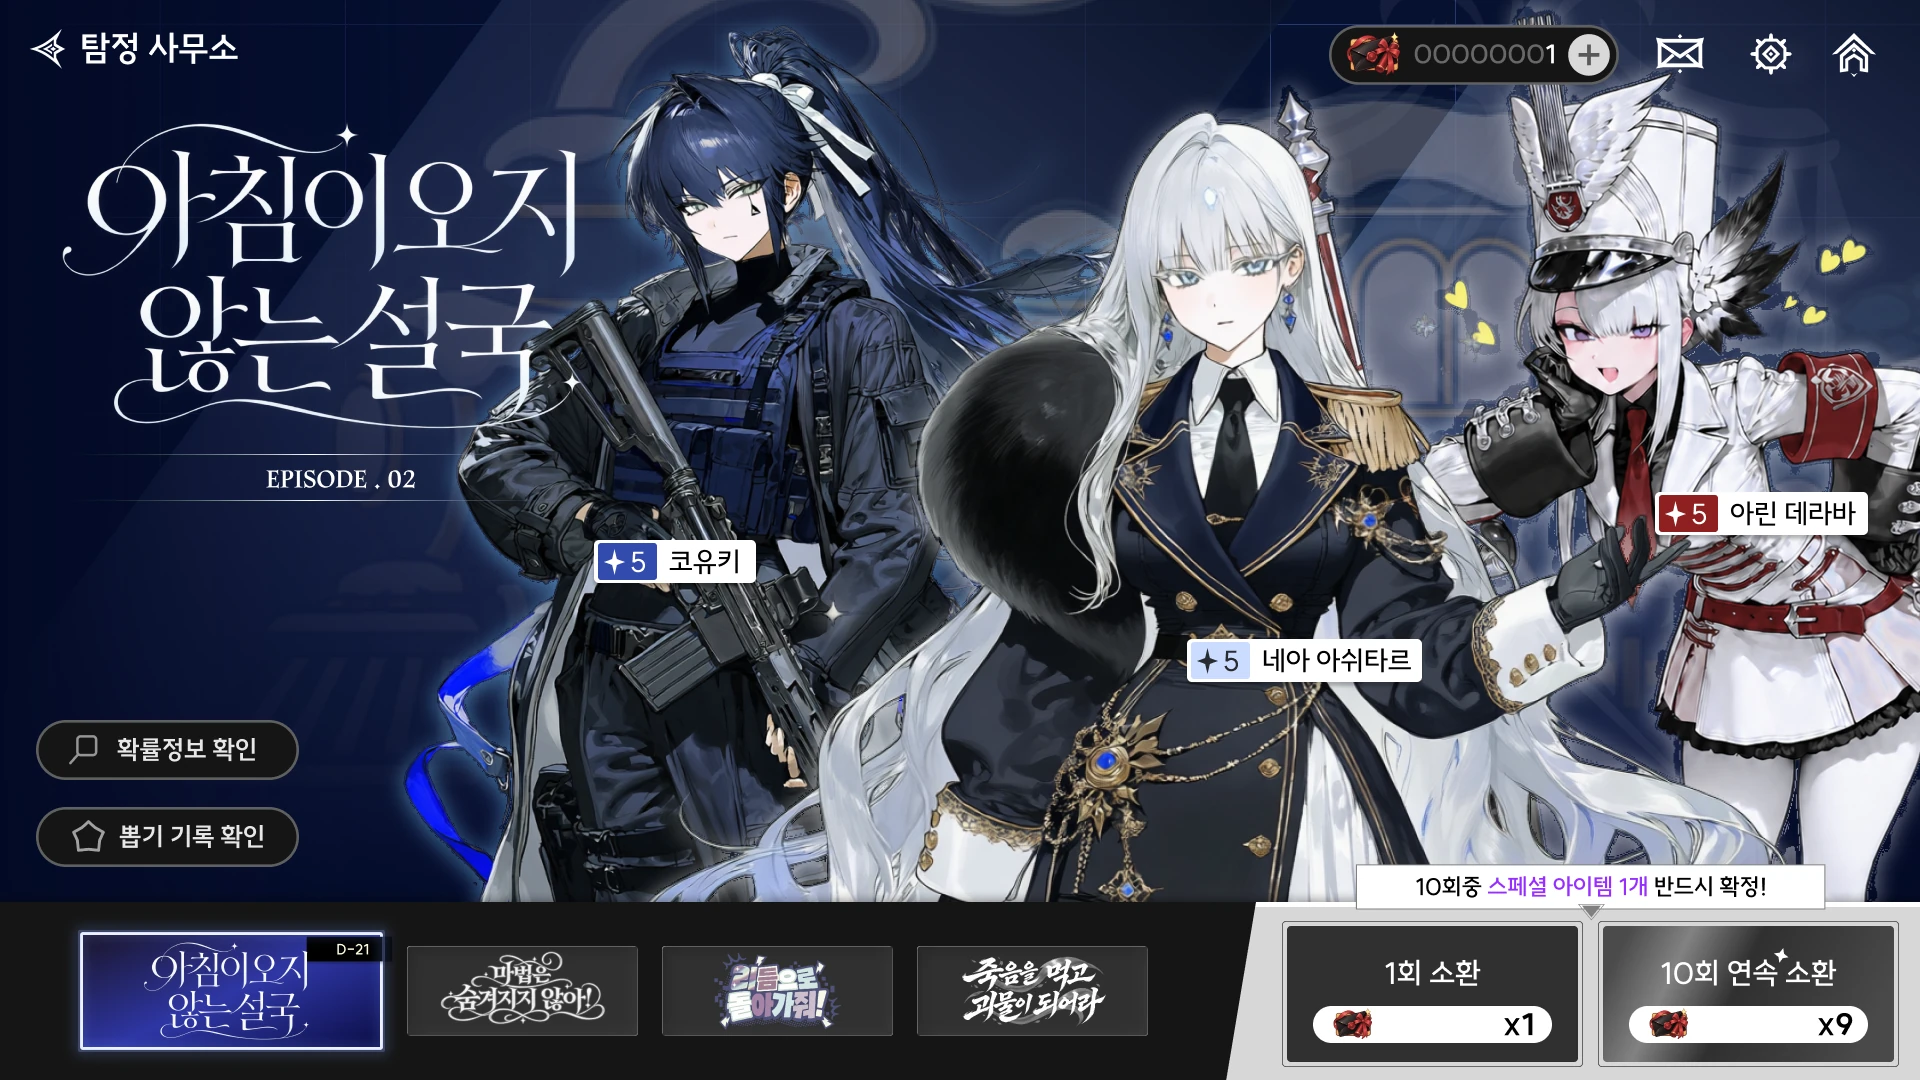 탐정 사무소
00000001
아침이 오지
않는 설국
EPISODE . 02
5 코유키
5 네아 아쉬타르
5 아린 데라바
확률정보 확인
뽑기 기록 확인
10회중 스페셜 아이템 1개 반드시 확정!
D-21
아침이오지
않는 설국
마법은
숨겨지지 않아!
리듬으로
돌아가줘!
죽음을 먹고
괴물이 되어라
1회 소환
x1
10회 연속 소환
x9